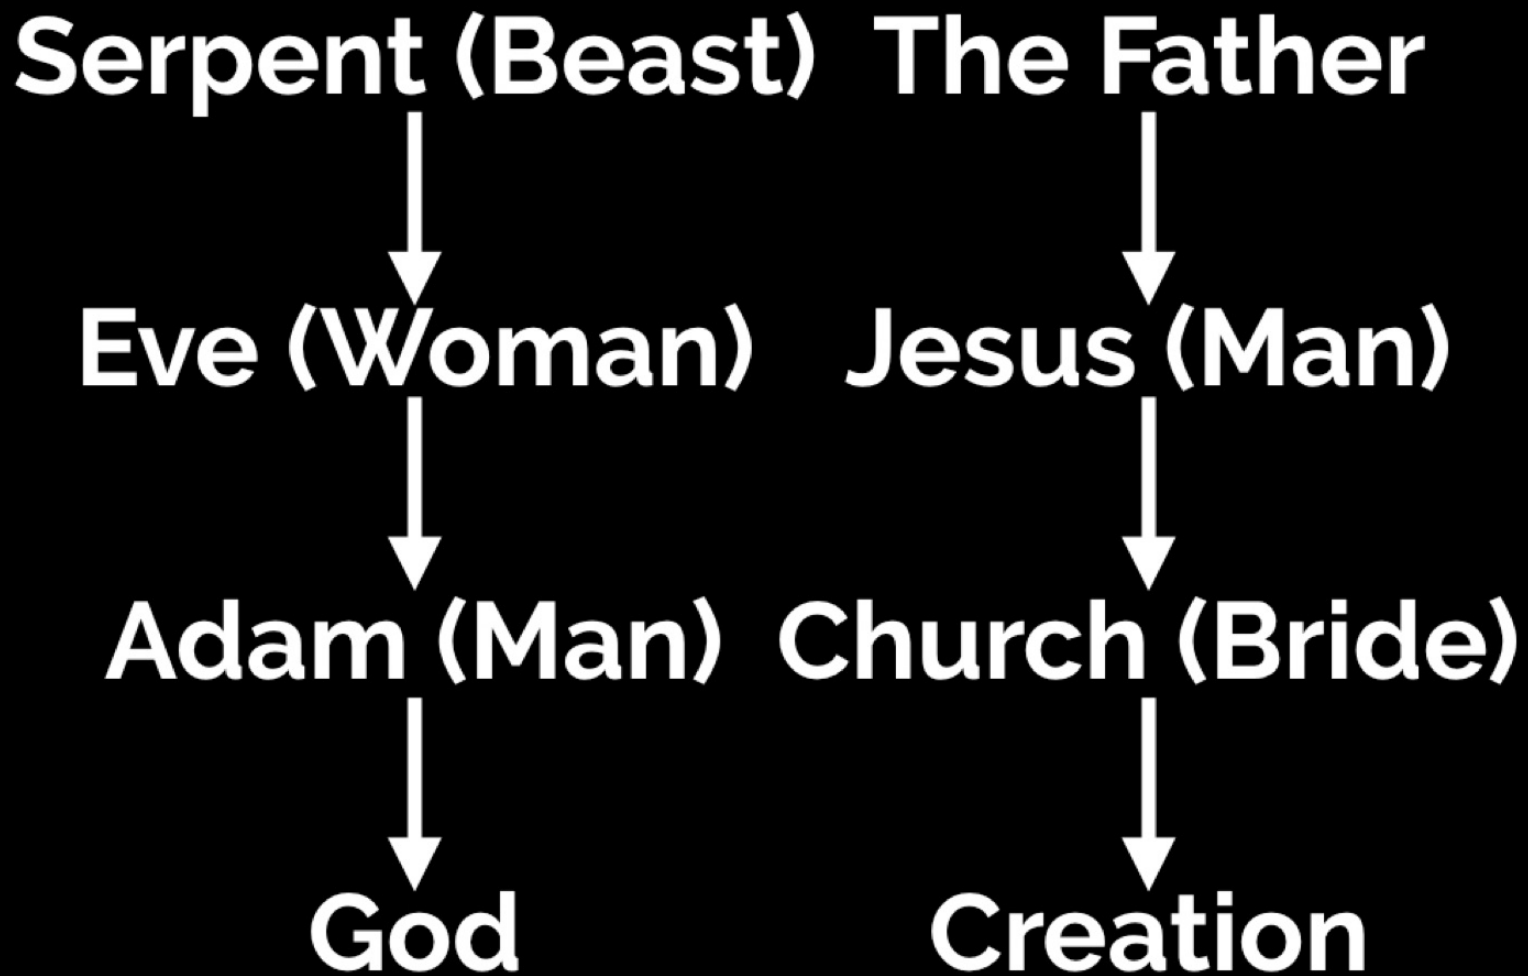 Serpent (Beast)
The Father
Eve (Woman)
Jesus (Man)
Adam (Man)
Church (Bride)
God
Creation